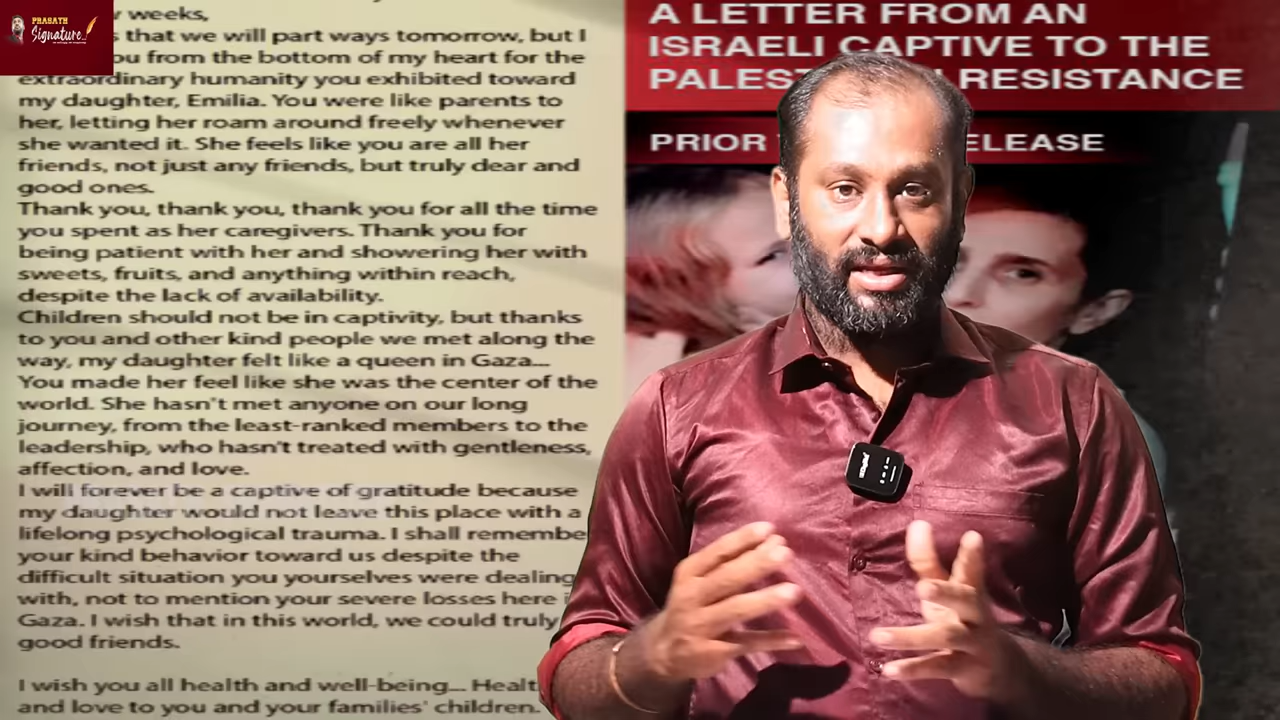 PRASATH
Signature..!
r weeks,
s that we will part ways tomorrow, but I
ou from the bottom of my heart for the
extraordinary humanity you exhibited toward
my daughter, Emilia. You were like parents to
her, letting her roam around freely whenever
she wanted it. She feels like you are all her
friends, not just any friends, but truly dear and
good ones.
Thank you, thank you, thank you for all the time
you spent as her caregivers. Thank you for
being patient with her and showering her with
sweets, fruits, and anything within reach,
despite the lack of availability.
Children should not be in captivity, but thanks
to you and other kind people we met along the
way, my daughter felt like a queen in Gaza...
You made her feel like she was the center of the
world. She hasn't met anyone on our long
journey, from the least-ranked members to the
leadership, who hasn't treated with gentleness,
affection, and love.
I will forever be a captive of gratitude because
my daughter would not leave this place with a
lifelong psychological trauma. I shall remembe
your kind behavior toward us despite the
difficult situation you yourselves were dealing
with, not to mention your severe losses here i
Gaza. I wish that in this world, we could truly
good friends.
I wish you all health and well-being... Healt
and love to you and your families' children.
A LETTER FROM AN
ISRAELI CAPTIVE TO THE
PALES N RESISTANCE
PRIOR ELEASE